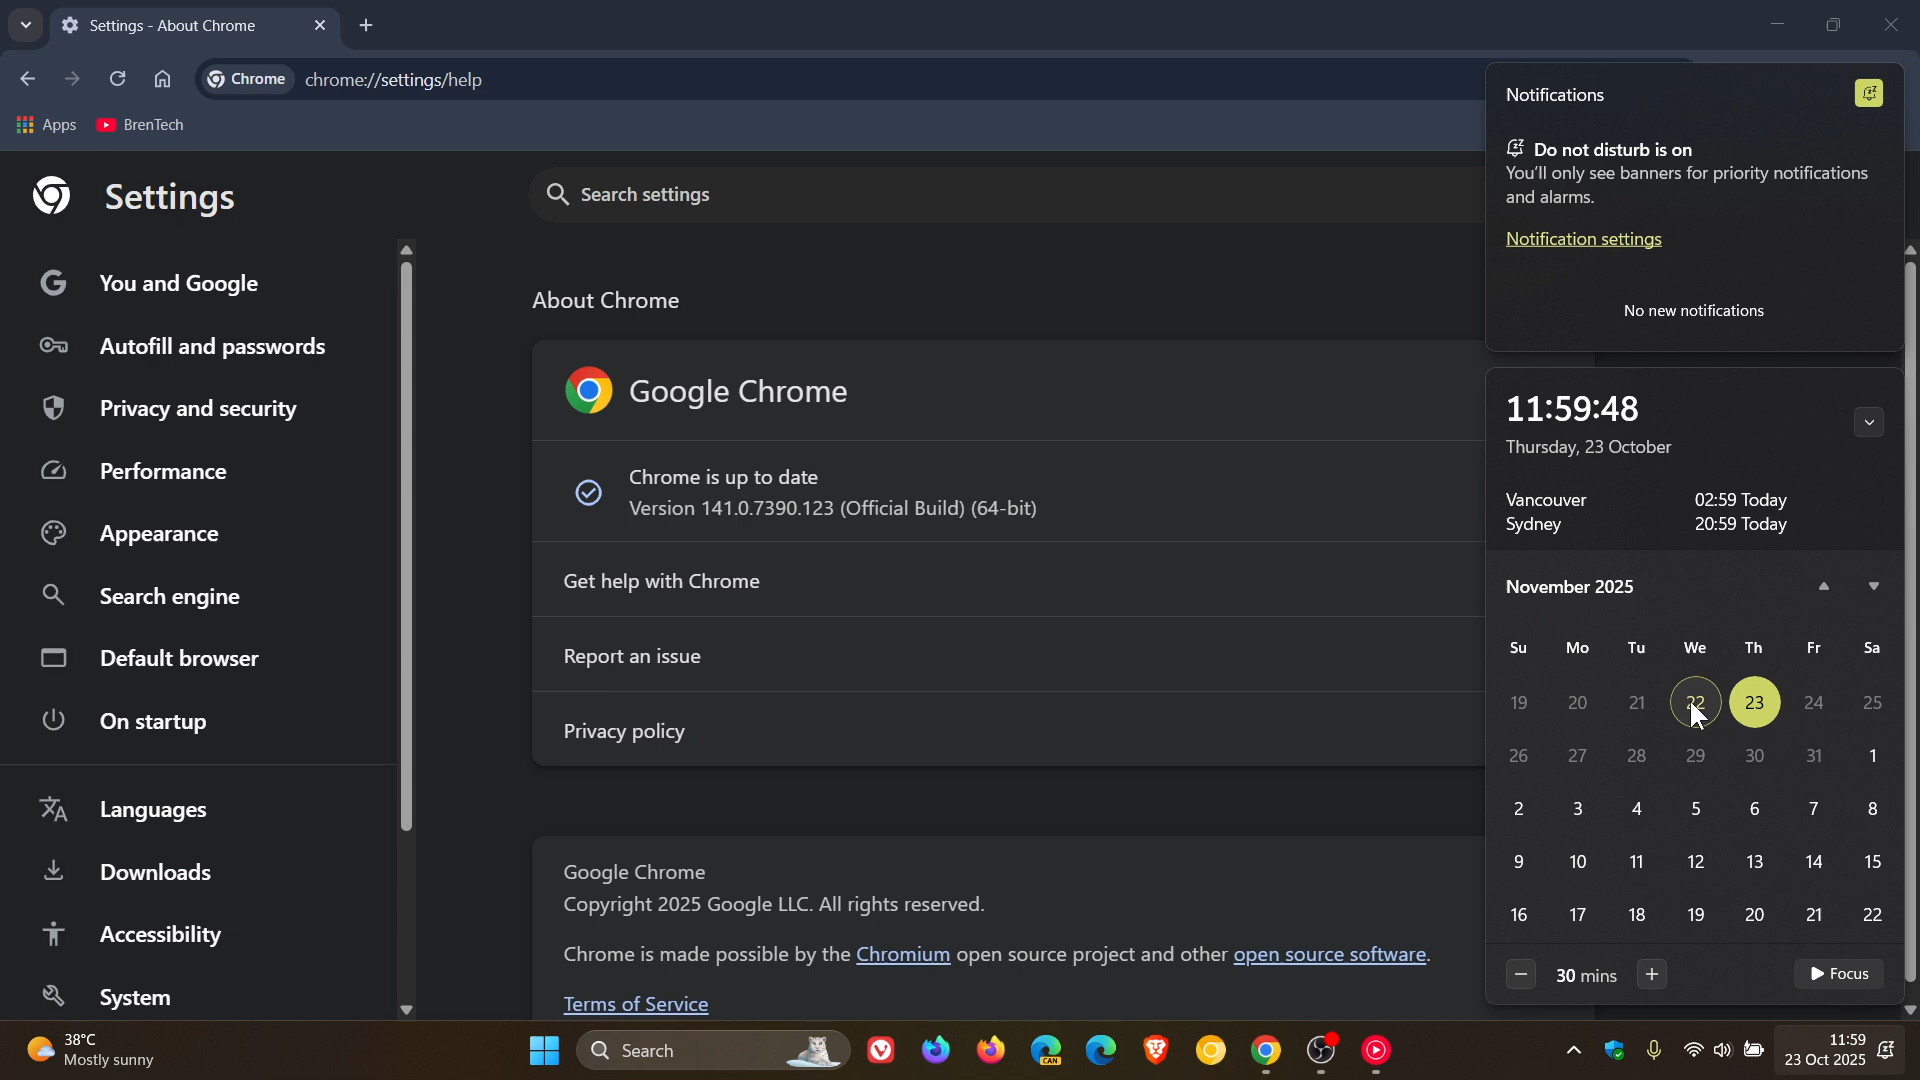 Settings - About Chrome
Chrome chrome://settings/help
Apps BrenTech
Settings
Search settings
You and Google
Autofill and passwords
Privacy and security
Performance
Appearance
Search engine
Default browser
On startup
Languages
Downloads
Accessibility
System
About Chrome
Google Chrome
Chrome is up to date
Version 141.0.7390.123 (Official Build) (64-bit)
Get help with Chrome
Report an issue
Privacy policy
Google Chrome
Copyright 2025 Google LLC. All rights reserved.
Chrome is made possible by the Chromium open source project and other open source software.
Terms of Service
Notifications
Do not disturb is on
You'll only see banners for priority notifications
and alarms.
Notification settings
No new notifications
11:59:48
Thursday, 23 October
Vancouver 02:59 Today
Sydney 20:59 Today
November 2025
Su Mo Tu We Th Fr Sa
19 20 21 22 23 24 25
26 27 28 29 30 31 1
2 3 4 5 6 7 8
9 10 11 12 13 14 15
16 17 18 19 20 21 22
30 mins Focus
38°C
Mostly sunny
Search
CAN
11:59
23 Oct 2025